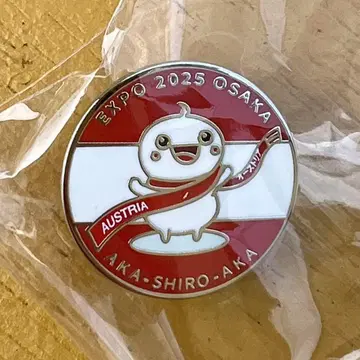 EXPO 2025 OSAKA
オーストリア
AUSTRIA
AKA-SHIRO-AKA